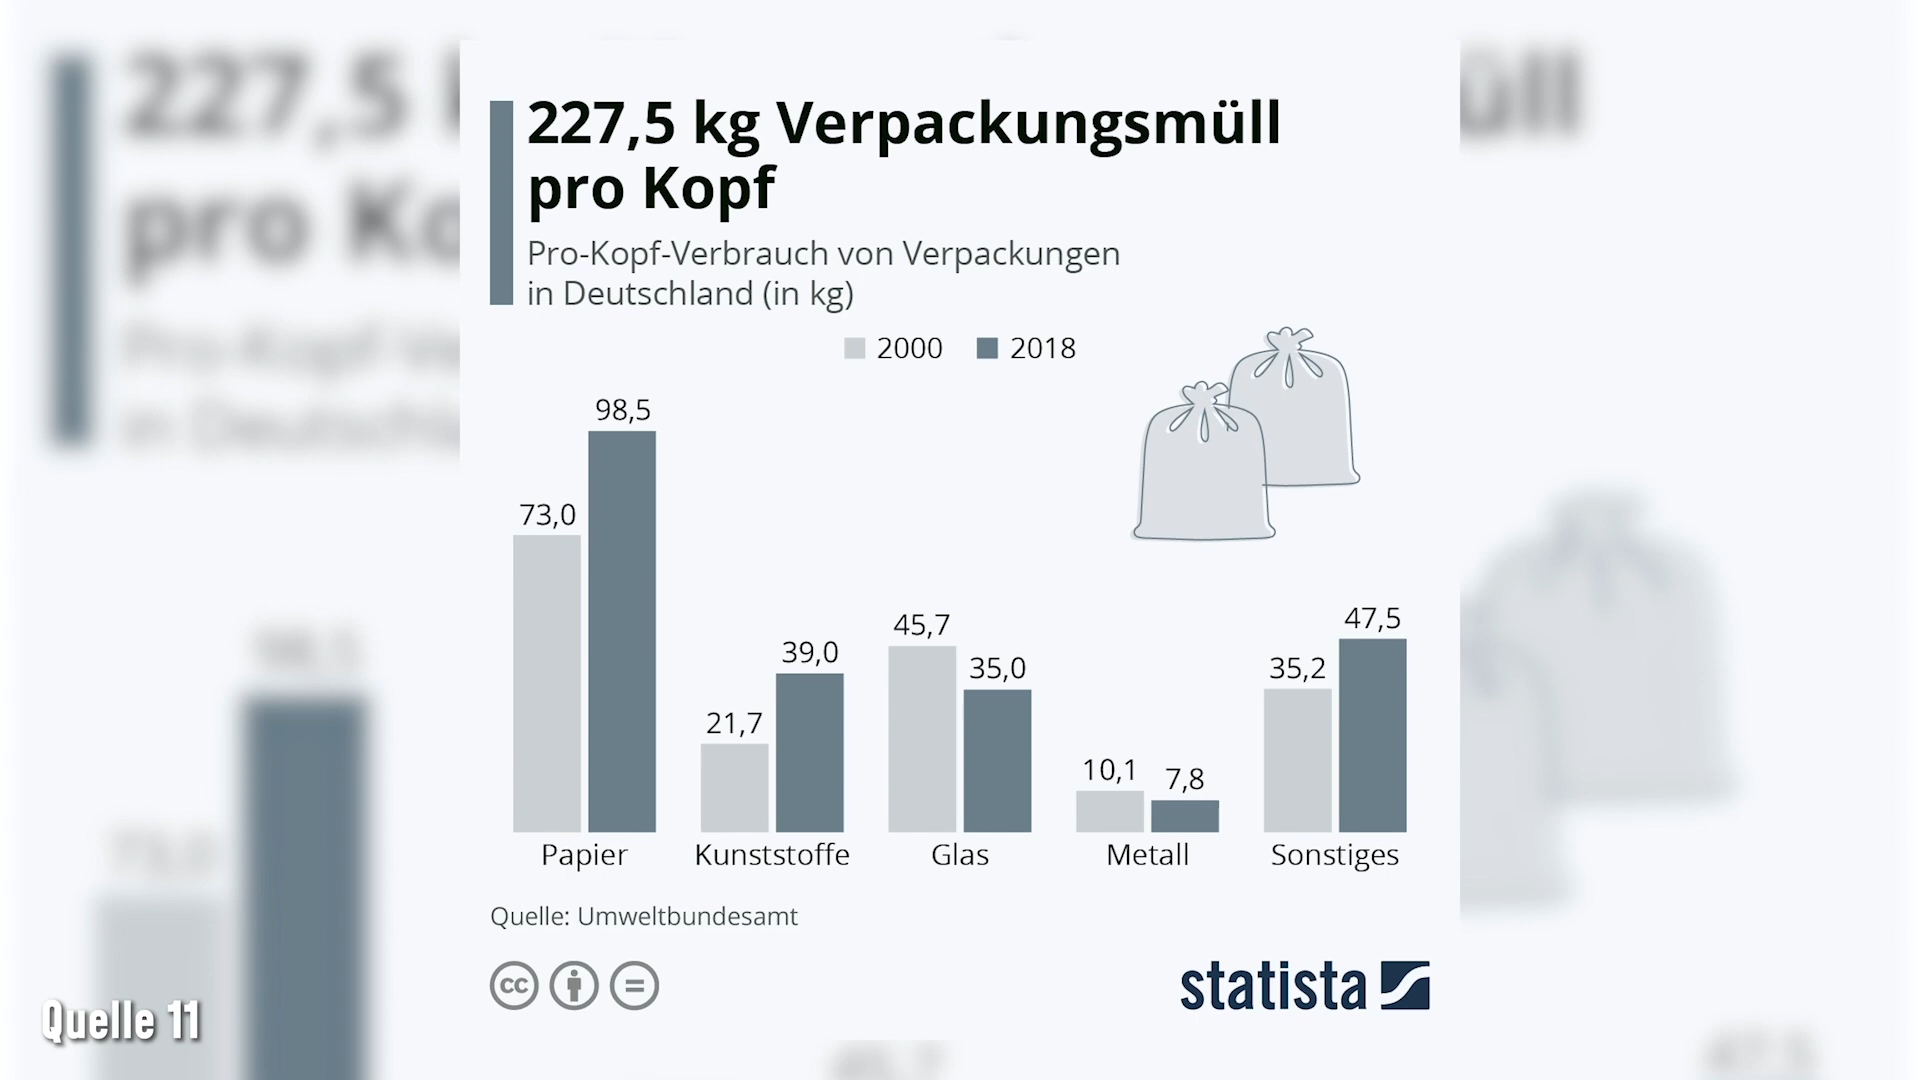 227,5 kg Verpackungsmüll
pro Kopf
Pro-Kopf-Verbrauch von Verpackungen
in Deutschland (in kg)
2000 2018
73,0 98,5
21,7 39,0
45,7 35,0
10,1 7,8
35,2 47,5
Papier Kunststoffe Glas Metall Sonstiges
Quelle: Umweltbundesamt
cc =
statista
Quelle 11